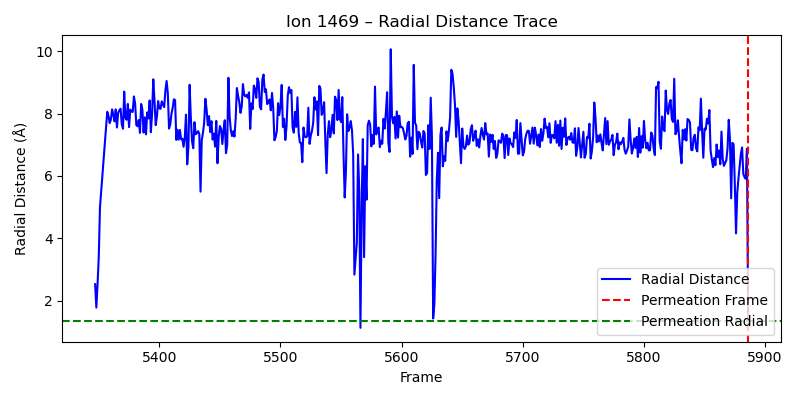 Ion 1469 – Radial Distance Trace
Radial Distance (Å)
10
8
6
4
2
Radial Distance
Permeation Frame
Permeation Radial
5400
5500
5600
5700
5800
5900
Frame